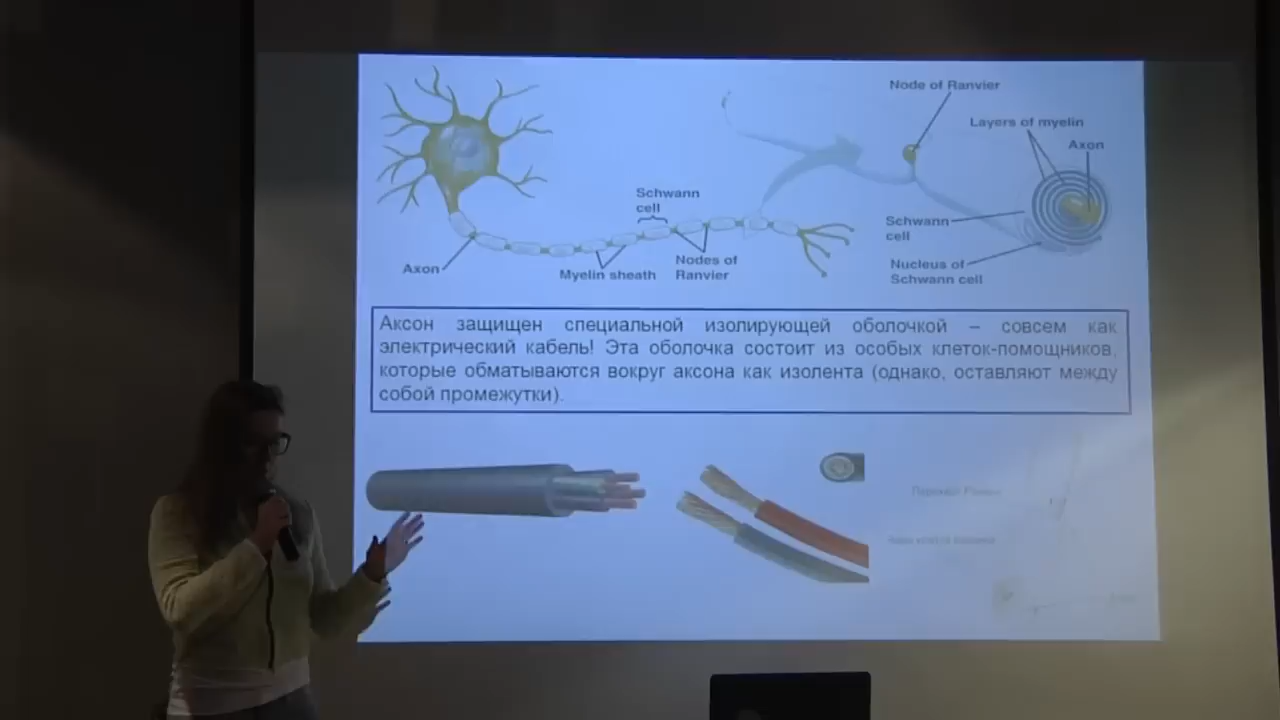 Node of Ranvier
Layers of myelin
Axon
Schwann
cell
Schwann
cell
Axon
Myelin sheath
Nodes of
Ranvier
Nucleus of
Schwann cell
Аксон защищен специальной изолирующей оболочкой – совсем как
электрический кабель! Эта оболочка состоит из особых клеток-помощников,
которые обматываются вокруг аксона как изолента (однако, оставляют между
собой промежутки).